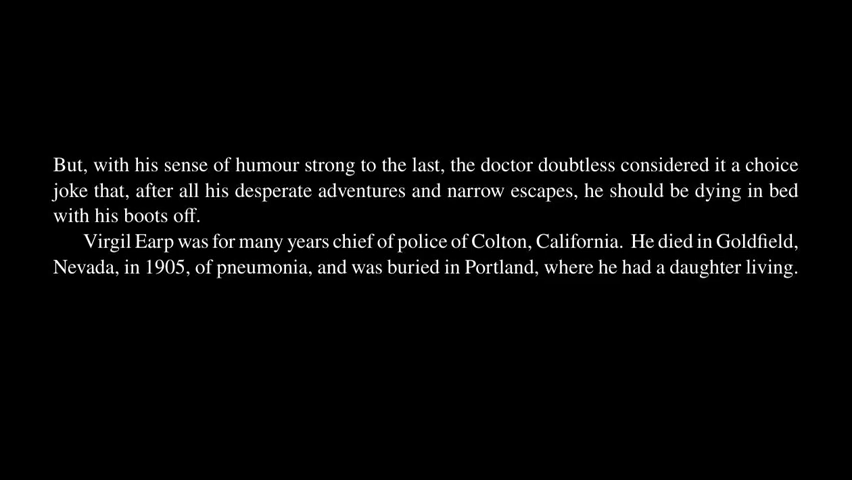 But, with his sense of humour strong to the last, the doctor doubtless considered it a choice
joke that, after all his desperate adventures and narrow escapes, he should be dying in bed
with his boots off.
Virgil Earp was for many years chief of police of Colton, California. He died in Goldfield,
Nevada, in 1905, of pneumonia, and was buried in Portland, where he had a daughter living.